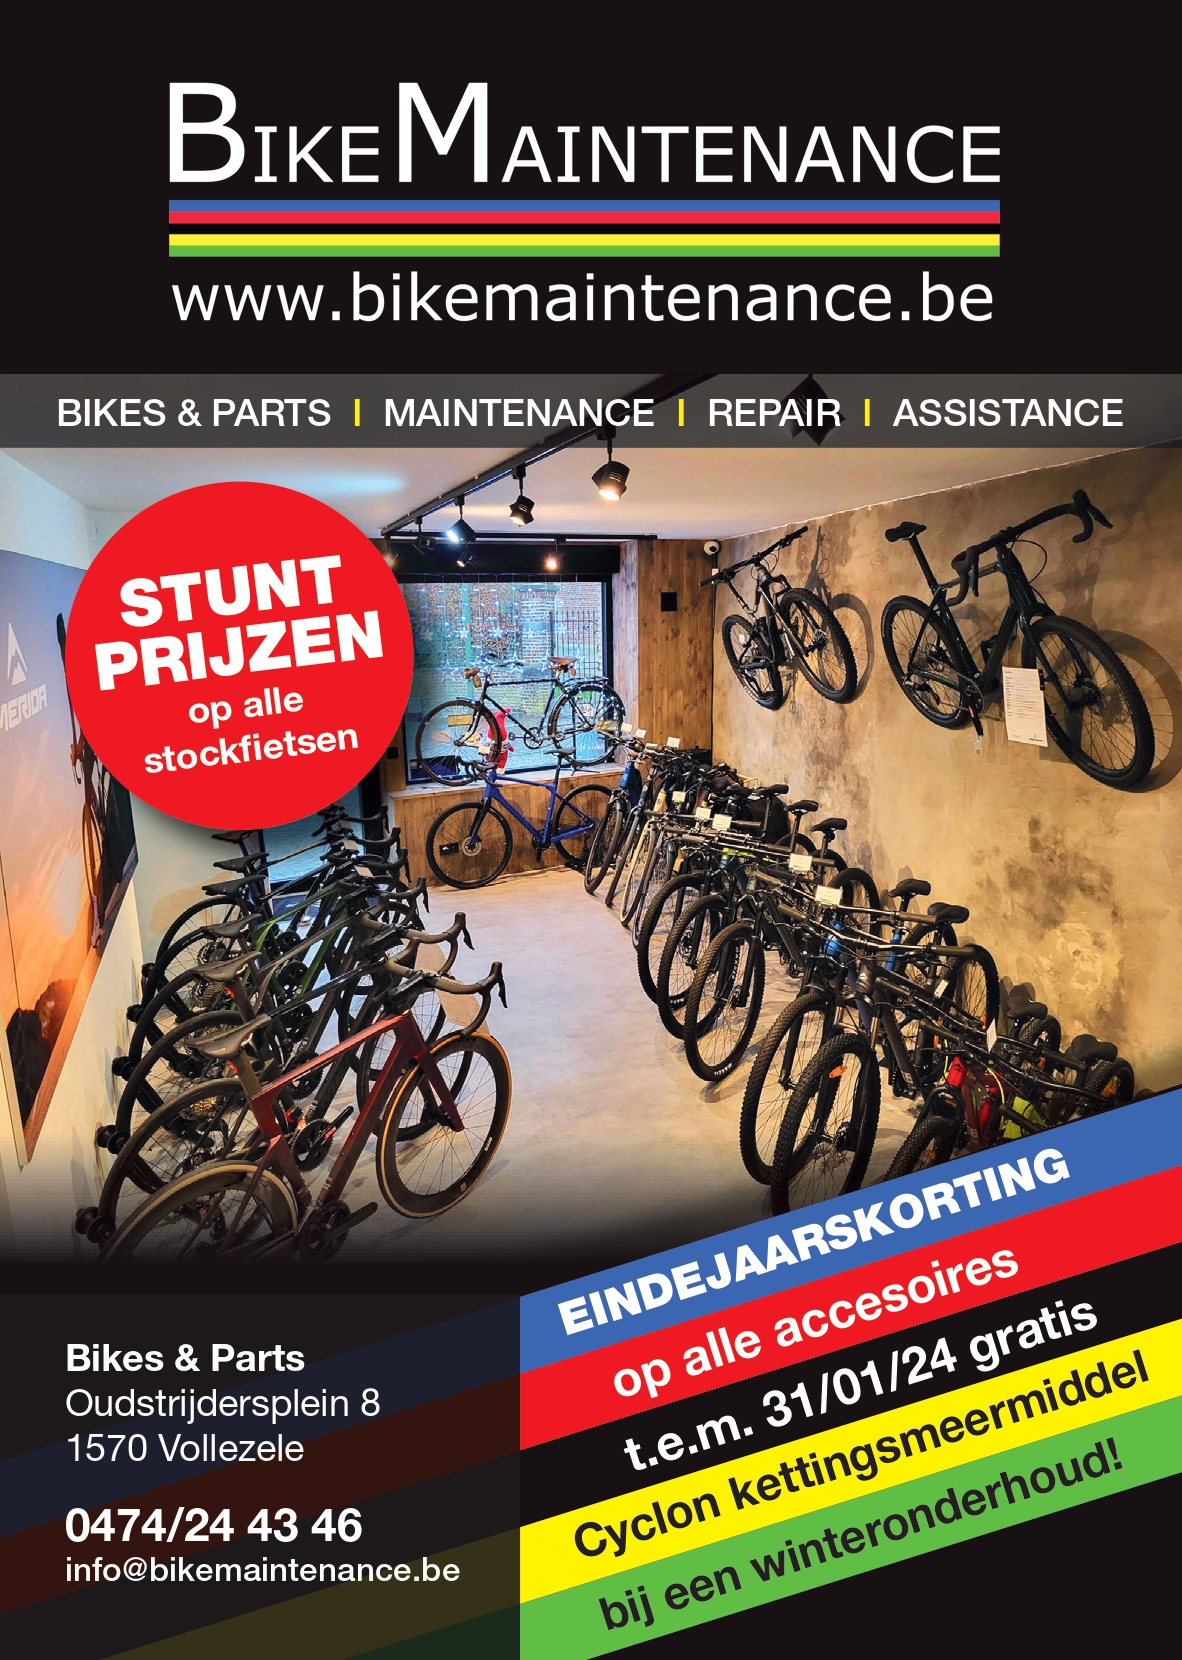 BIKEMAINTENANCE
www.bikemaintenance.be
BIKES & PARTS | MAINTENANCE | REPAIR | ASSISTANCE
STUNT
PRIJZEN
op alle
stockfietsen
MERIDA
EINDEJAARSKORTING
op alle accesoires
t.e.m. 31/01/24 gratis
Cyclon kettingsmeermiddel
bij een winteronderhoud!
Bikes & Parts
Oudstrijdersplein 8
1570 Vollezele
0474/24 43 46
info@bikemaintenance.be